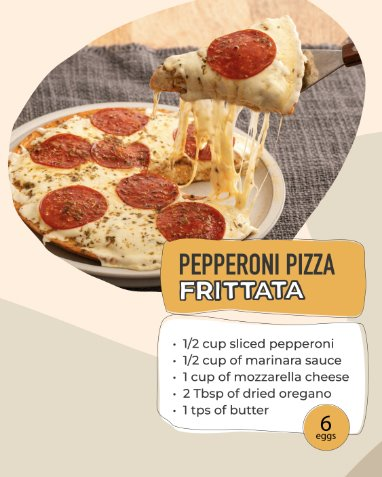 PEPPERONI PIZZA
FRITTATA
• 1/2 cup sliced pepperoni
• 1/2 cup of marinara sauce
• 1 cup of mozzarella cheese
• 2 Tbsp of dried oregano
• 1 tps of butter
6
eggs